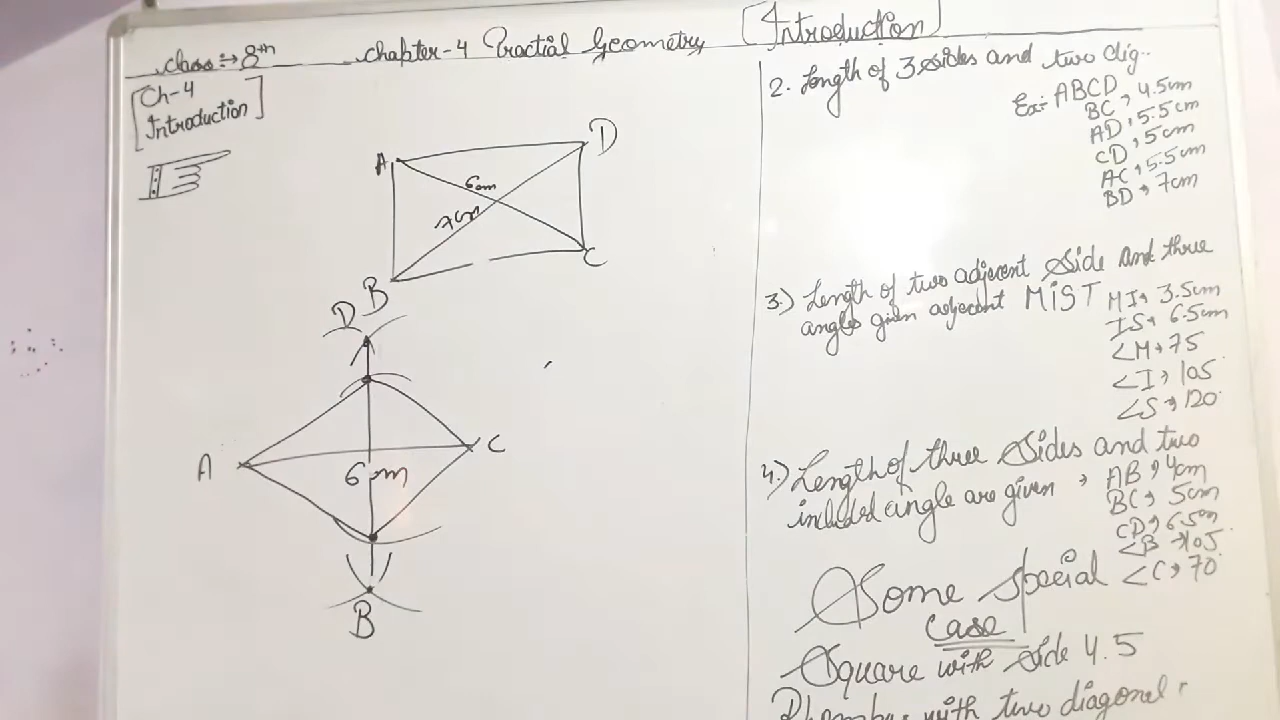 class:→ 8th chapter-4 Practial Geometry [Introduction]
[Ch-4
Introduction]
A
D
6cm
7cm
B
C
D
A
C
6cm
B
2. Length of 3 sides and two dig..
Ex:- ABCD
BC → 4.5cm
AD → 5.5cm
CD → 5cm
AC → 5.5cm
BD → 7cm
3.) Length of two adjecent Side and three
angles given adjecent MiST MI → 3.5cm
IS → 6.5cm
∠M → 75
∠I → 105
∠S → 120
4.) Length of three Sides and two
included angle are given → AB → 4cm
BC → 5cm
CD → 6.5cm
∠B → 105
∠C → 70
Some special
Case
Square with side 4.5
Rhombus with two diagonal